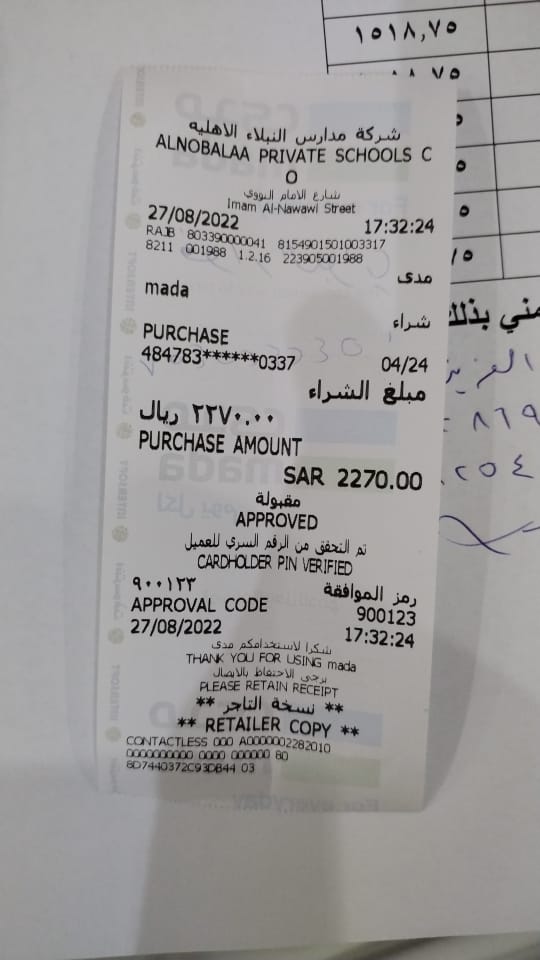 ١٥١٨,٧٥
شركة مدارس النبلاء الاهليه
ALNOBALAA PRIVATE SCHOOLS C
O
شارع الامام النووي
Imam Al-Nawawi Street
27/08/2022 17:32:24
RAJB 803390000041 8154901501003317
8211 001988 1.2.16 223905001988
مدى
mada
شراء
PURCHASE
484783******0337 04/24
مبلغ الشراء
٢٢٧٠.٠٠ ريال
PURCHASE AMOUNT
SAR 2270.00
مقبولة
APPROVED
تم التحقق من الرقم السري للعميل
CARDHOLDER PIN VERIFIED
رمز الموافقة ٩٠٠١٢٣
APPROVAL CODE 900123
27/08/2022 17:32:24
شكرا لاستخدامكم مدى
THANK YOU FOR USING mada
يرجى الاحتفاظ بالايصال
PLEASE RETAIN RECEIPT
** نسخة التاجر **
** RETAILER COPY **
CONTACTLESS 000 A0000002282010
0000000000 0000 000000 80
8D7440372C93DB44 03
مني بذلك